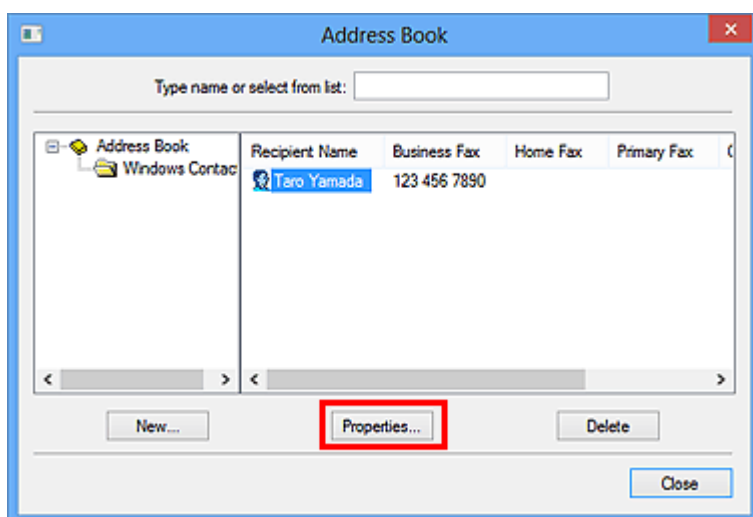 Address Book
Type name or select from list:
Address Book
Windows Contac
Recipient Name Business Fax Home Fax Primary Fax
Taro Yamada 123 456 7890
New... Properties... Delete
Close